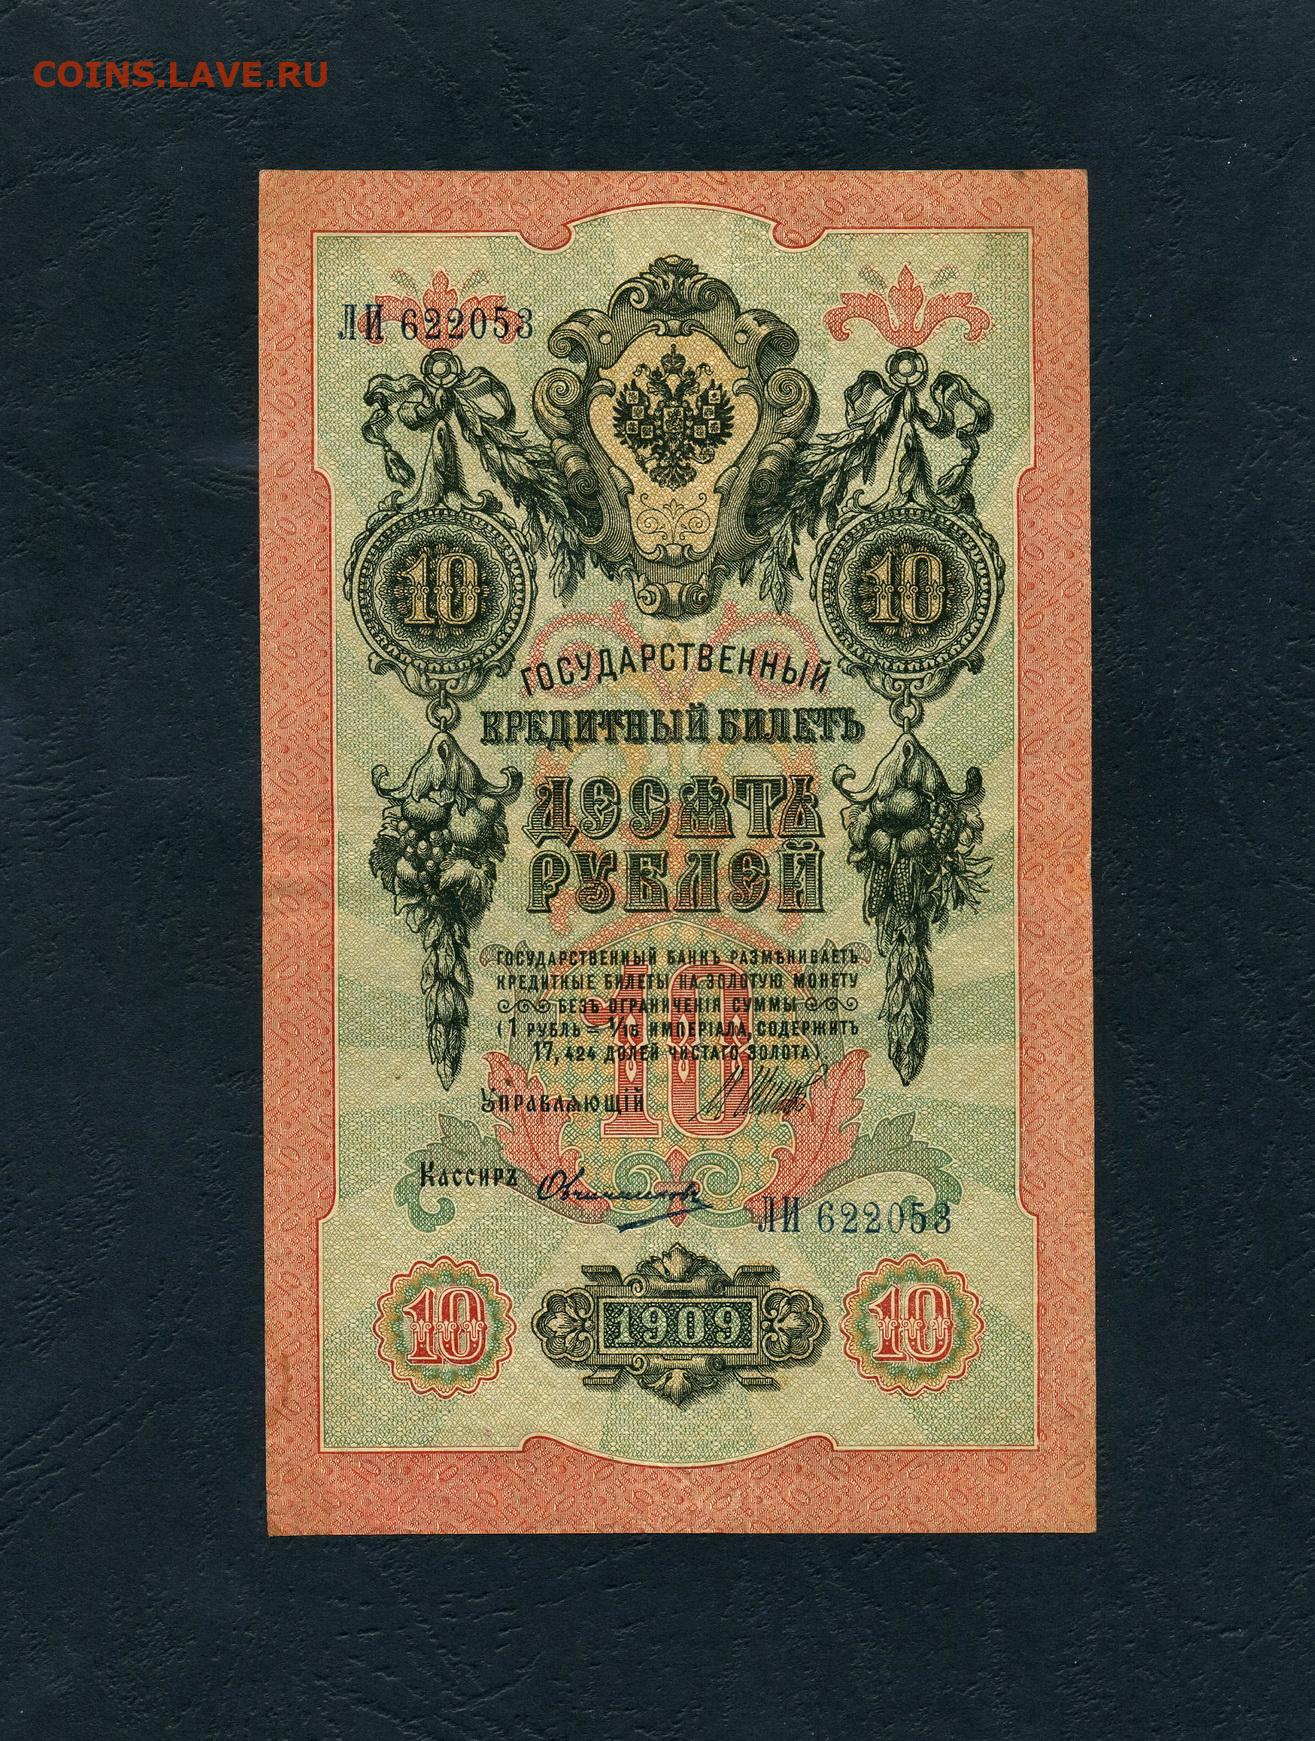 COINS.LAVE.RU
ЛИ 622053
10 10
ГОСУДАРСТВЕННЫЙ
КРЕДИТНЫЙ БИЛЕТЪ
ДЕСЯТЬ
РУБЛЕЙ
ГОСУДАРСТВЕННЫЙ БАНКЪ РАЗМѢНИВАЕТЪ
КРЕДИТНЫЕ БИЛЕТЫ НА ЗОЛОТУЮ МОНЕТУ
БЕЗЪ ОГРАНИЧЕНІЯ СУММЫ
(1 РУБЛЬ = 1/15 ИМПЕРІАЛА, СОДЕРЖИТЪ
17,424 ДОЛЕЙ ЧИСТАГО ЗОЛОТА).
10
УПРАВЛЯЮЩІЙ
КАССИРЪ Овчинниковъ
ЛИ 622053
10 1909 10